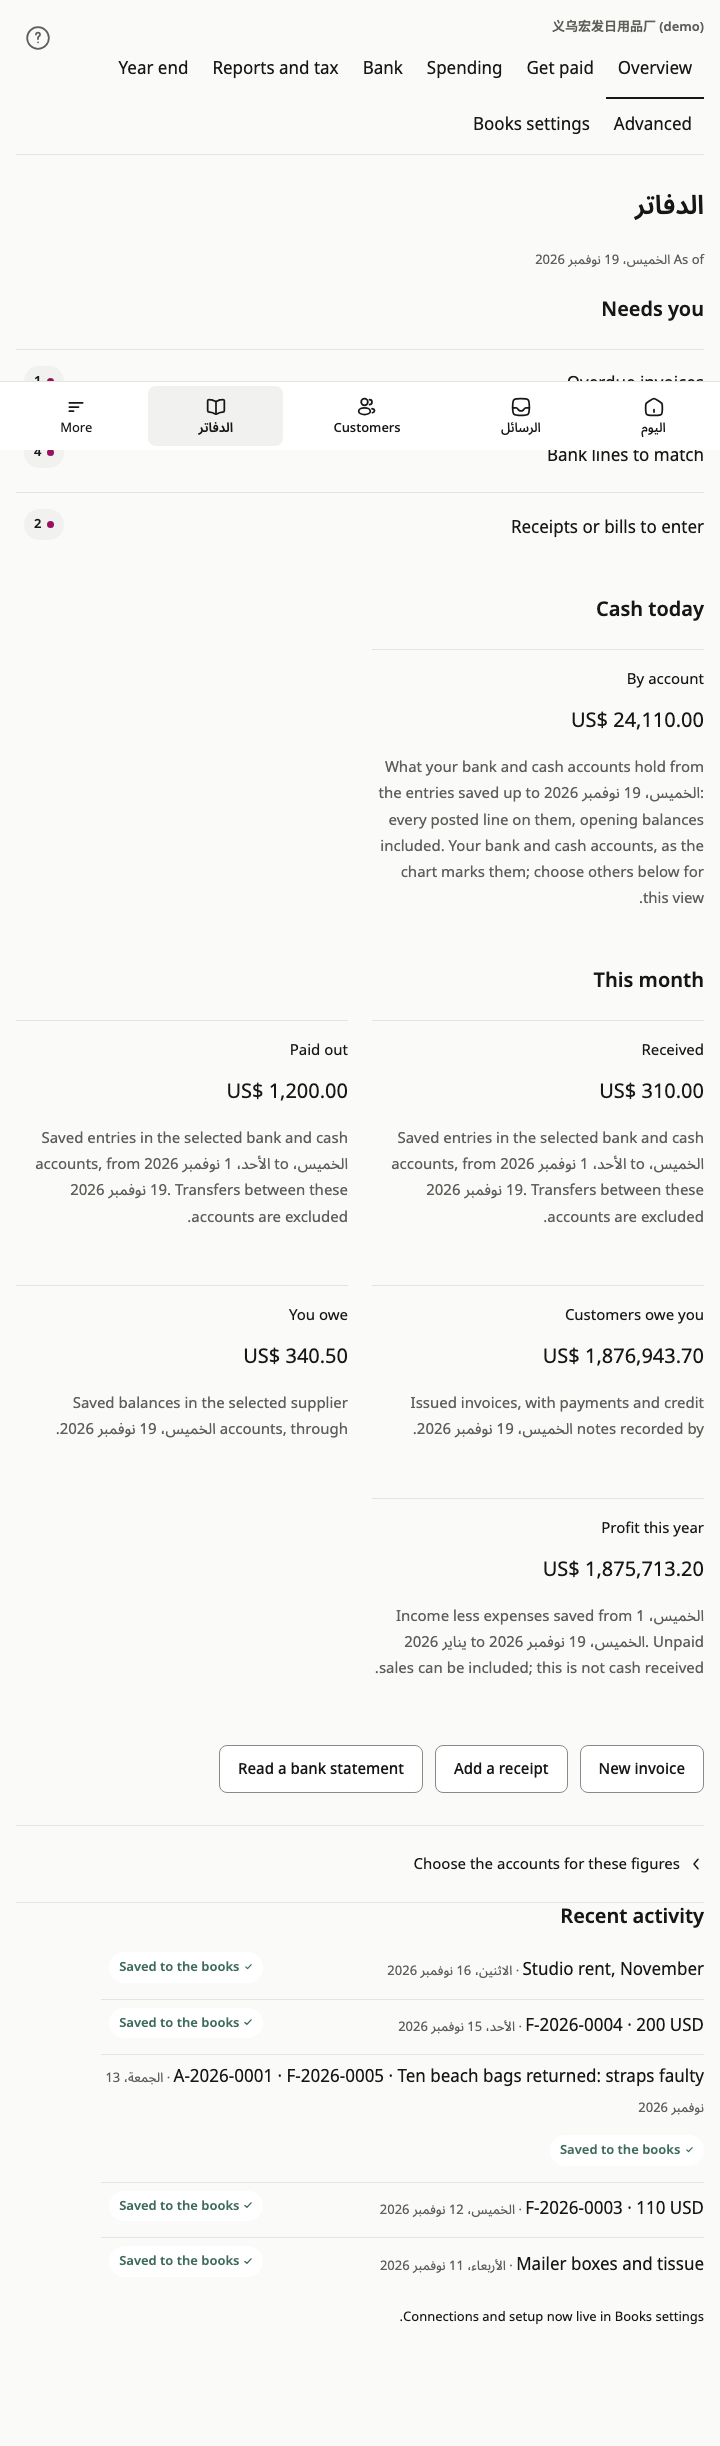 义乌宏发日用品厂 (demo)
Overview
Get paid
Spending
Bank
Reports and tax
Year end
Advanced
Books settings
الدفاتر
As of الخميس، 19 نوفمبر 2026
Needs you
Overdue invoices
1
اليوم
الرسائل
Customers
الدفاتر
More
Bank lines to match
4
Receipts or bills to enter
2
Cash today
By account
US$ 24,110.00
What your bank and cash accounts hold from
the entries saved up to الخميس، 19 نوفمبر 2026:
every posted line on them, opening balances
included. Your bank and cash accounts, as the
chart marks them; choose others below for
this view.
This month
Received
US$ 310.00
Saved entries in the selected bank and cash
accounts, from الأحد، 1 نوفمبر 2026 to الخميس،
19 نوفمبر 2026. Transfers between these
accounts are excluded.
Paid out
US$ 1,200.00
Saved entries in the selected bank and cash
accounts, from الأحد، 1 نوفمبر 2026 to الخميس،
19 نوفمبر 2026. Transfers between these
accounts are excluded.
Customers owe you
US$ 1,876,943.70
Issued invoices, with payments and credit
notes recorded by الخميس، 19 نوفمبر 2026.
You owe
US$ 340.50
Saved balances in the selected supplier
accounts, through الخميس، 19 نوفمبر 2026.
Profit this year
US$ 1,875,713.20
Income less expenses saved from الخميس، 1
يناير 2026 to الخميس، 19 نوفمبر 2026. Unpaid
sales can be included; this is not cash received.
New invoice
Add a receipt
Read a bank statement
Choose the accounts for these figures
Recent activity
Studio rent, November · الاثنين، 16 نوفمبر 2026
✓ Saved to the books
F-2026-0004 · 200 USD · الأحد، 15 نوفمبر 2026
✓ Saved to the books
A-2026-0001 · F-2026-0005 · Ten beach bags returned: straps faulty · الجمعة، 13
نوفمبر 2026
✓ Saved to the books
F-2026-0003 · 110 USD · الخميس، 12 نوفمبر 2026
✓ Saved to the books
Mailer boxes and tissue · الأربعاء، 11 نوفمبر 2026
✓ Saved to the books
Connections and setup now live in Books settings.